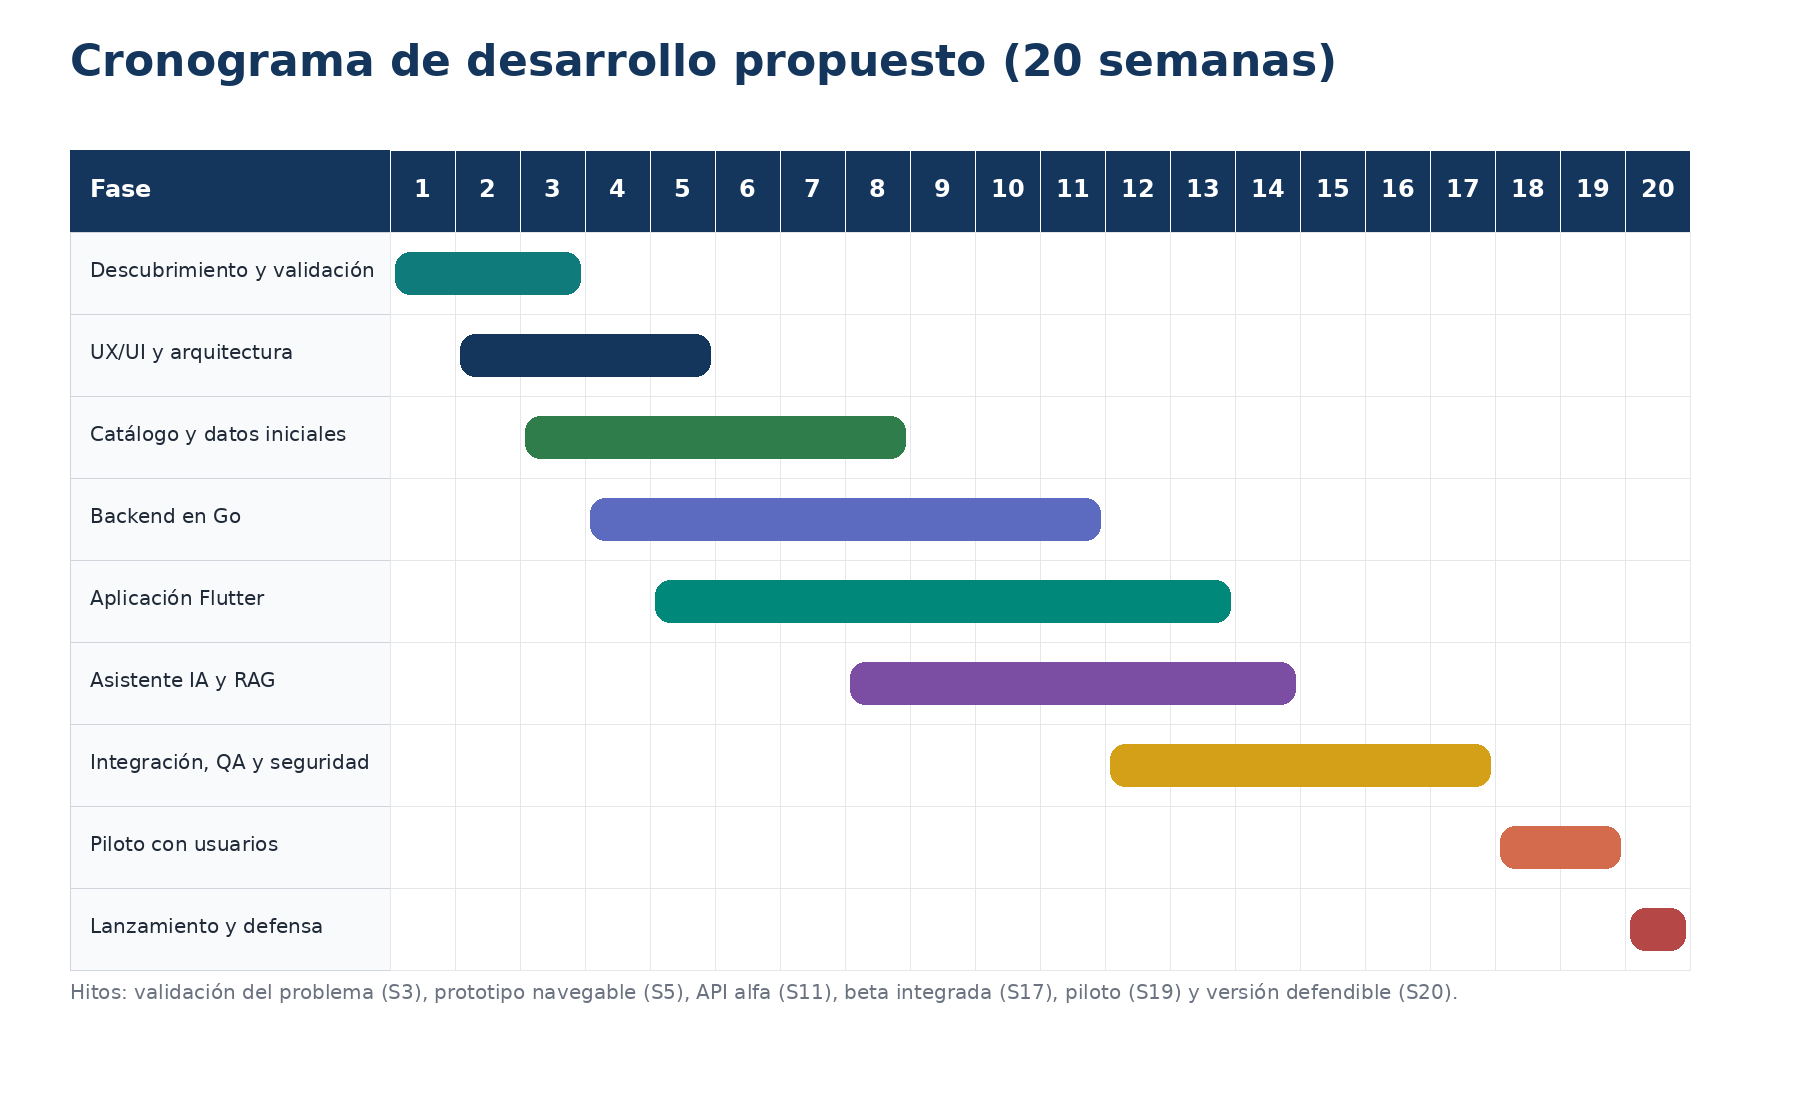 Cronograma de desarrollo propuesto (20 semanas)
Fase 1 2 3 4 5 6 7 8 9 10 11 12 13 14 15 16 17 18 19 20
Descubrimiento y validación
UX/UI y arquitectura
Catálogo y datos iniciales
Backend en Go
Aplicación Flutter
Asistente IA y RAG
Integración, QA y seguridad
Piloto con usuarios
Lanzamiento y defensa
Hitos: validación del problema (S3), prototipo navegable (S5), API alfa (S11), beta integrada (S17), piloto (S19) y versión defendible (S20).